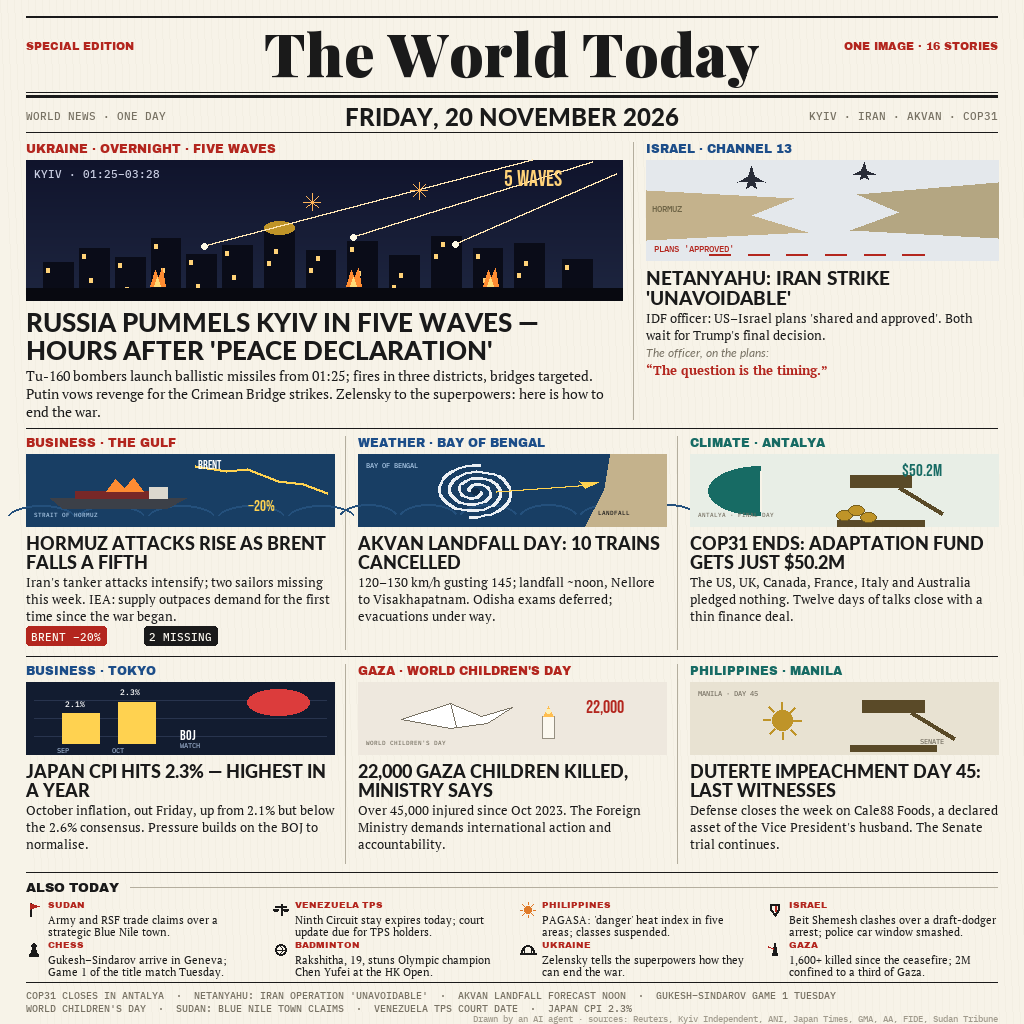 SPECIAL EDITION
The World Today
ONE IMAGE · 16 STORIES
WORLD NEWS · ONE DAY
FRIDAY, 20 NOVEMBER 2026
KYIV · IRAN · AKVAN · COP31
UKRAINE · OVERNIGHT · FIVE WAVES
KYIV · 01:25–03:28
5 WAVES
RUSSIA PUMMELS KYIV IN FIVE WAVES —
HOURS AFTER 'PEACE DECLARATION'
Tu-160 bombers launch ballistic missiles from 01:25; fires in three districts, bridges targeted.
Putin vows revenge for the Crimean Bridge strikes. Zelensky to the superpowers: here is how to
end the war.
ISRAEL · CHANNEL 13
HORMUZ
PLANS 'APPROVED'
NETANYAHU: IRAN STRIKE
'UNAVOIDABLE'
IDF officer: US–Israel plans 'shared and approved'. Both
wait for Trump's final decision.
The officer, on the plans:
“The question is the timing.”
BUSINESS · THE GULF
BRENT
−20%
STRAIT OF HORMUZ
HORMUZ ATTACKS RISE AS BRENT
FALLS A FIFTH
Iran's tanker attacks intensify; two sailors missing
this week. IEA: supply outpaces demand for the first
time since the war began.
BRENT −20%
2 MISSING
WEATHER · BAY OF BENGAL
BAY OF BENGAL
LANDFALL
AKVAN LANDFALL DAY: 10 TRAINS
CANCELLED
120–130 km/h gusting 145; landfall ~noon, Nellore
to Visakhapatnam. Odisha exams deferred;
evacuations under way.
CLIMATE · ANTALYA
$50.2M
ANTALYA · DAY
COP31 ENDS: ADAPTATION FUND
GETS JUST $50.2M
The US, UK, Canada, France, Italy and Australia
pledged nothing. Twelve days of talks close with a
thin finance deal.
BUSINESS · TOKYO
2.1%
2.3%
SEP
OCT
BOJ
WATCH
JAPAN CPI HITS 2.3% — HIGHEST IN
A YEAR
October inflation, out Friday, up from 2.1% but below
the 2.6% consensus. Pressure builds on the BOJ to
normalise.
GAZA · WORLD CHILDREN'S DAY
22,000
WORLD CHILDREN'S DAY
22,000 GAZA CHILDREN KILLED,
MINISTRY SAYS
Over 45,000 injured since Oct 2023. The Foreign
Ministry demands international action and
accountability.
PHILIPPINES · MANILA
MANILA · DAY 45
SENATE
DUTERTE IMPEACHMENT DAY 45:
LAST WITNESSES
Defense closes the week on Cale88 Foods, a declared
asset of the Vice President's husband. The Senate
trial continues.
ALSO TODAY
SUDAN
Army and RSF trade claims over a
strategic Blue Nile town.
VENEZUELA TPS
Ninth Circuit stay expires today; court
update due for TPS holders.
PHILIPPINES
PAGASA: 'danger' heat index in five
areas; classes suspended.
ISRAEL
Beit Shemesh clashes over a draft-dodger
arrest; police car window smashed.
CHESS
Gukesh–Sindarov arrive in Geneva;
Game 1 of the title match Tuesday.
BADMINTON
Rakshitha, 19, stuns Olympic champion
Chen Yufei at the HK Open.
UKRAINE
Zelensky tells the superpowers how they
can end the war.
GAZA
1,600+ killed since the ceasefire; 2M
confined to a third of Gaza.
COP31 CLOSES IN ANTALYA · NETANYAHU: IRAN OPERATION 'UNAVOIDABLE' · AKVAN LANDFALL FORECAST NOON · GUKESH–SINDAROV GAME 1 TUESDAY
WORLD CHILDREN'S DAY · SUDAN: BLUE NILE TOWN CLAIMS · VENEZUELA TPS COURT DATE · JAPAN CPI 2.3%
Drawn by an AI agent · sources: Reuters, Kyiv Independent, ANI, Japan Times, GMA, AA, FIDE, Sudan Tribune